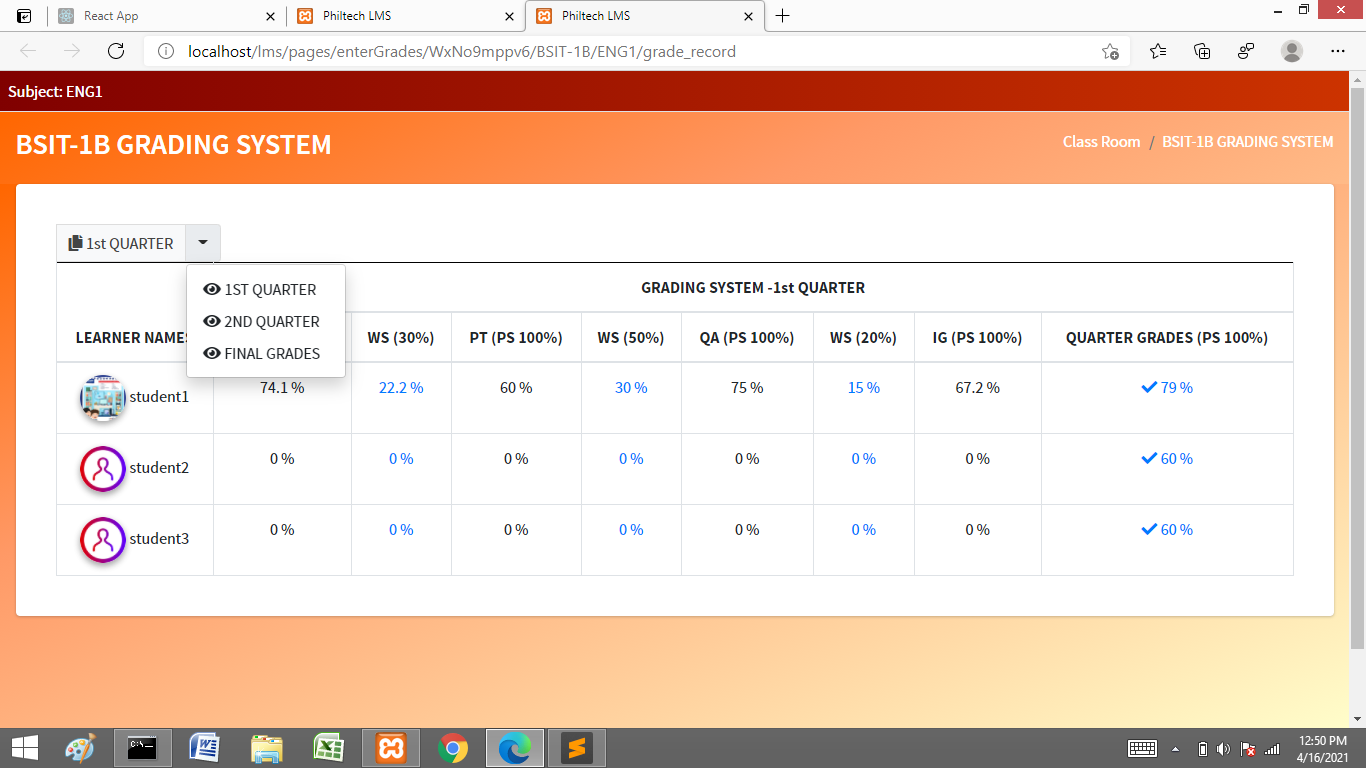 React App
Philtech LMS
Philtech LMS
localhost/lms/pages/enterGrades/WxNo9mppv6/BSIT-1B/ENG1/grade_record
Subject: ENG1
BSIT-1B GRADING SYSTEM
Class Room / BSIT-1B GRADING SYSTEM
1st QUARTER
1ST QUARTER
2ND QUARTER
FINAL GRADES
GRADING SYSTEM -1st QUARTER
LEARNER NAMES WS (30%) PT (PS 100%) WS (50%) QA (PS 100%) WS (20%) IG (PS 100%) QUARTER GRADES (PS 100%)
student1 74.1 % 22.2 % 60 % 30 % 75 % 15 % 67.2 % 79 %
student2 0 % 0 % 0 % 0 % 0 % 0 % 0 % 60 %
student3 0 % 0 % 0 % 0 % 0 % 0 % 0 % 60 %
C:\_
12:50 PM
4/16/2021